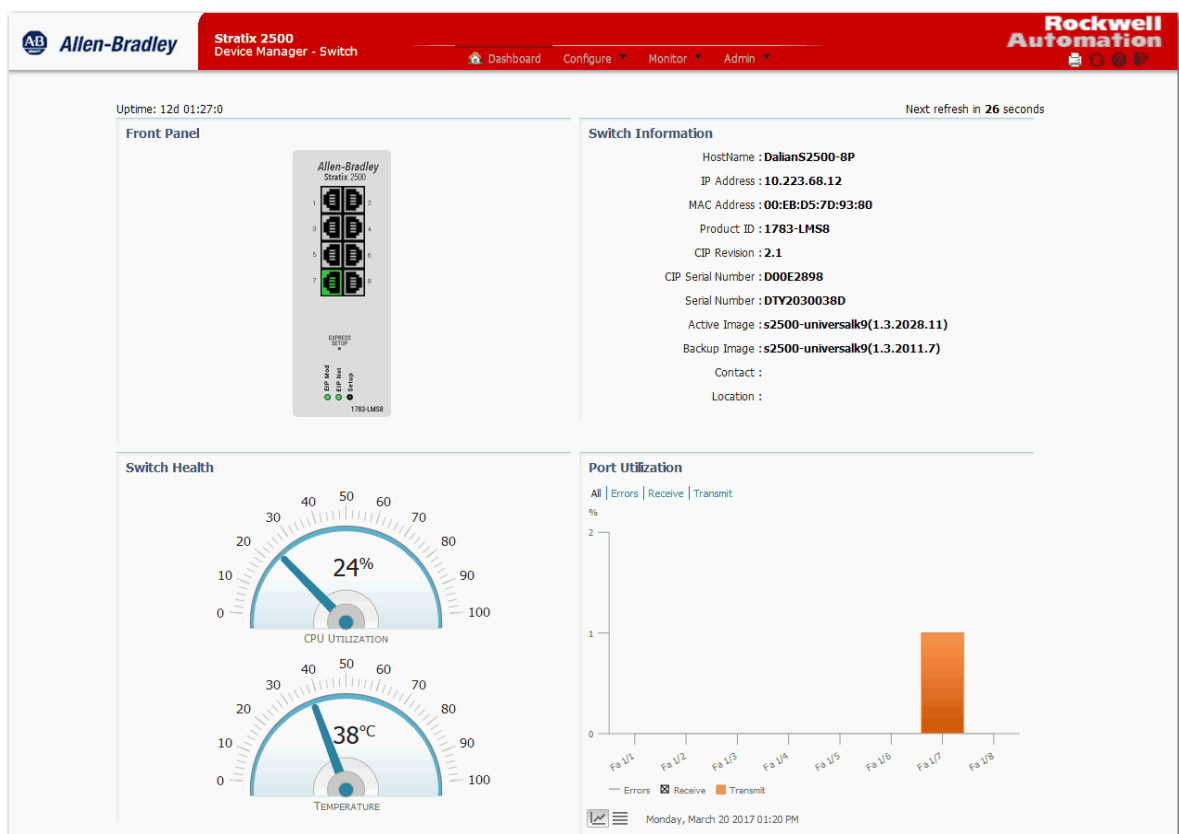 AB Allen-Bradley
Stratix 2500
Device Manager - Switch
Dashboard Configure Monitor Admin
Rockwell
Automation
Uptime: 12d 01:27:0
Next refresh in 26 seconds
Front Panel
Allen-Bradley
Stratix 2500
1 2
3 4
5 6
7 8
EXPRESS
SETUP
EIP Mod
EIP Net
Setup
1783-LMS8
Switch Information
HostName : DalianS2500-8P
IP Address : 10.223.68.12
MAC Address : 00:EB:D5:7D:93:80
Product ID : 1783-LMS8
CIP Revision : 2.1
CIP Serial Number : D00E2898
Serial Number : DTY2030038D
Active Image : s2500-universalk9(1.3.2028.11)
Backup Image : s2500-universalk9(1.3.2011.7)
Contact :
Location :
Switch Health
0 10 20 30 40 50 60 70 80 90 100
24%
CPU UTILIZATION
0 10 20 30 40 50 60 70 80 90 100
38°C
TEMPERATURE
Port Utilization
All | Errors | Receive | Transmit
%
2
1
0
Fa 1/1 Fa 1/2 Fa 1/3 Fa 1/4 Fa 1/5 Fa 1/6 Fa 1/7 Fa 1/8
Errors Receive Transmit
Monday, March 20 2017 01:20 PM